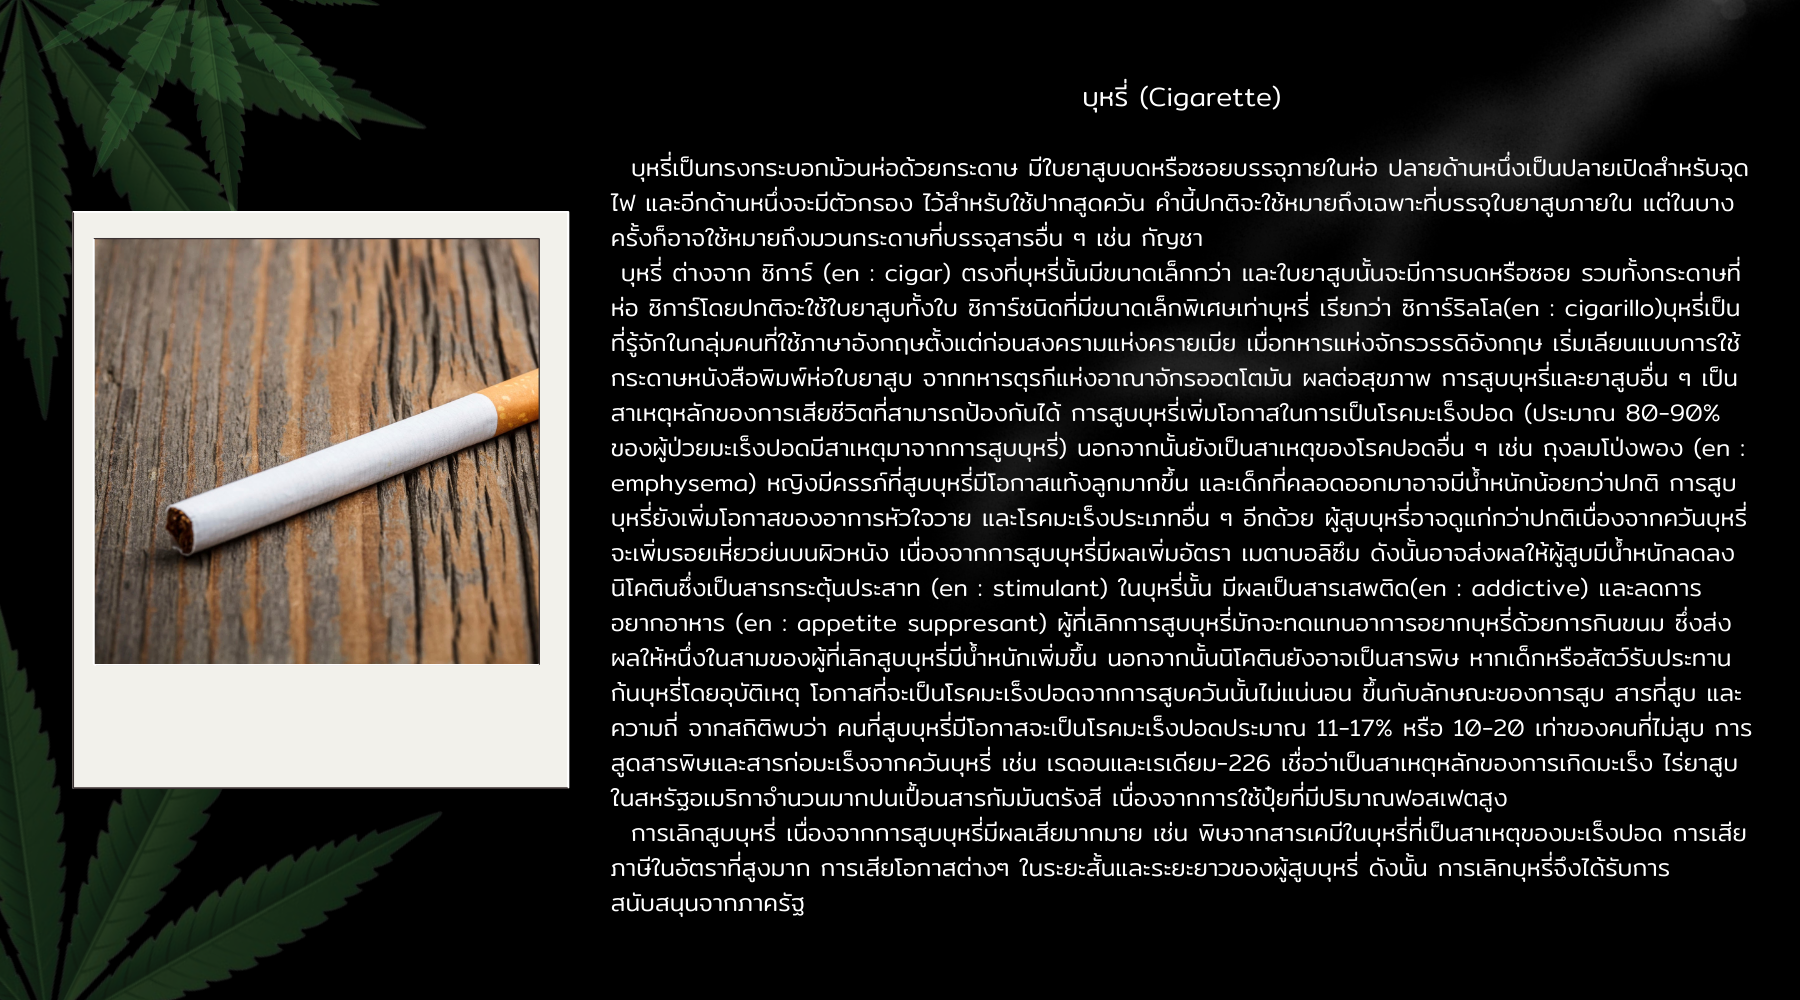 บุหรี่ (Cigarette)
บุหรี่เป็นทรงกระบอกม้วนห่อด้วยกระดาษ มีใบยาสูบบดหรือซอยบรรจุภายในห่อ ปลายด้านหนึ่งเป็นปลายเปิดสำหรับจุด
ไฟ และอีกด้านหนึ่งจะมีตัวกรอง ไว้สำหรับใช้ปากสูดควัน คำนี้ปกติจะใช้หมายถึงเฉพาะที่บรรจุใบยาสูบภายใน แต่ในบาง
ครั้งก็อาจใช้หมายถึงมวนกระดาษที่บรรจุสารอื่น ๆ เช่น กัญชา
บุหรี่ ต่างจาก ซิการ์ (en : cigar) ตรงที่บุหรี่นั้นมีขนาดเล็กกว่า และใบยาสูบนั้นจะมีการบดหรือซอย รวมทั้งกระดาษที่
ห่อ ซิการ์โดยปกติจะใช้ใบยาสูบทั้งใบ ซิการ์ชนิดที่มีขนาดเล็กพิเศษเท่าบุหรี่ เรียกว่า ซิการ์ริลโล(en : cigarillo)บุหรี่เป็น
ที่รู้จักในกลุ่มคนที่ใช้ภาษาอังกฤษตั้งแต่ก่อนสงครามแห่งครายเมีย เมื่อทหารแห่งจักรวรรดิอังกฤษ เริ่มเลียนแบบการใช้
กระดาษหนังสือพิมพ์ห่อใบยาสูบ จากทหารตุรกีแห่งอาณาจักรออตโตมัน ผลต่อสุขภาพ การสูบบุหรี่และยาสูบอื่น ๆ เป็น
สาเหตุหลักของการเสียชีวิตที่สามารถป้องกันได้ การสูบบุหรี่เพิ่มโอกาสในการเป็นโรคมะเร็งปอด (ประมาณ 80-90%
ของผู้ป่วยมะเร็งปอดมีสาเหตุมาจากการสูบบุหรี่) นอกจากนั้นยังเป็นสาเหตุของโรคปอดอื่น ๆ เช่น ถุงลมโป่งพอง (en :
emphysema) หญิงมีครรภ์ที่สูบบุหรี่มีโอกาสแท้งลูกมากขึ้น และเด็กที่คลอดออกมาอาจมีน้ำหนักน้อยกว่าปกติ การสูบ
บุหรี่ยังเพิ่มโอกาสของอาการหัวใจวาย และโรคมะเร็งประเภทอื่น ๆ อีกด้วย ผู้สูบบุหรี่อาจดูแก่กว่าปกติเนื่องจากควันบุหรี่
จะเพิ่มรอยเหี่ยวย่นบนผิวหนัง เนื่องจากการสูบบุหรี่มีผลเพิ่มอัตรา เมตาบอลิซึม ดังนั้นอาจส่งผลให้ผู้สูบมีน้ำหนักลดลง
นิโคตินซึ่งเป็นสารกระตุ้นประสาท (en : stimulant) ในบุหรี่นั้น มีผลเป็นสารเสพติด(en : addictive) และลดการ
อยากอาหาร (en : appetite suppresant) ผู้ที่เลิกการสูบบุหรี่มักจะทดแทนอาการอยากบุหรี่ด้วยการกินขนม ซึ่งส่ง
ผลให้หนึ่งในสามของผู้ที่เลิกสูบบุหรี่มีน้ำหนักเพิ่มขึ้น นอกจากนั้นนิโคตินยังอาจเป็นสารพิษ หากเด็กหรือสัตว์รับประทาน
ก้นบุหรี่โดยอุบัติเหตุ โอกาสที่จะเป็นโรคมะเร็งปอดจากการสูบควันนั้นไม่แน่นอน ขึ้นกับลักษณะของการสูบ สารที่สูบ และ
ความถี่ จากสถิติพบว่า คนที่สูบบุหรี่มีโอกาสจะเป็นโรคมะเร็งปอดประมาณ 11-17% หรือ 10-20 เท่าของคนที่ไม่สูบ การ
สูดสารพิษและสารก่อมะเร็งจากควันบุหรี่ เช่น เรดอนและเรเดียม-226 เชื่อว่าเป็นสาเหตุหลักของการเกิดมะเร็ง ไร่ยาสูบ
ในสหรัฐอเมริกาจำนวนมากปนเปื้อนสารกัมมันตรังสี เนื่องจากการใช้ปุ๋ยที่มีปริมาณฟอสเฟตสูง
การเลิกสูบบุหรี่ เนื่องจากการสูบบุหรี่มีผลเสียมากมาย เช่น พิษจากสารเคมีในบุหรี่ที่เป็นสาเหตุของมะเร็งปอด การเสีย
ภาษีในอัตราที่สูงมาก การเสียโอกาสต่างๆ ในระยะสั้นและระยะยาวของผู้สูบบุหรี่ ดังนั้น การเลิกบุหรี่จึงได้รับการ
สนับสนุนจากภาครัฐ